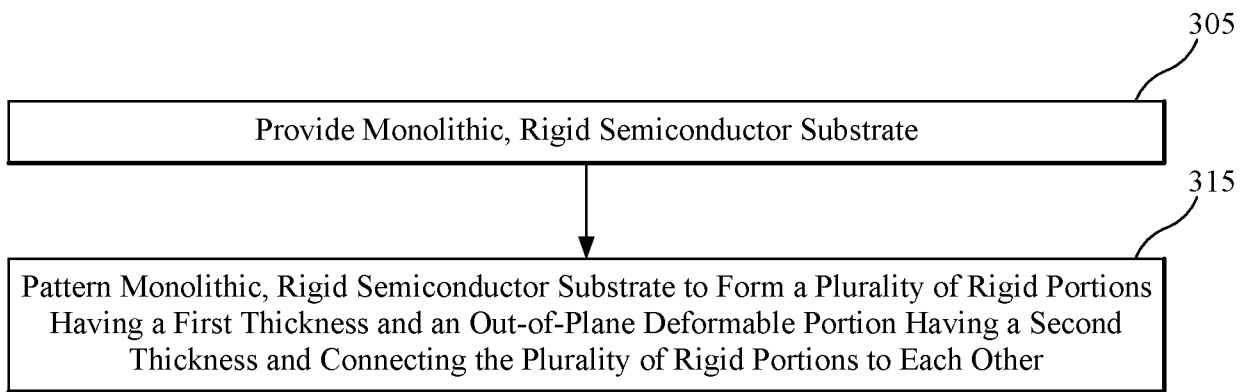 305
Provide Monolithic, Rigid Semiconductor Substrate
315
Pattern Monolithic, Rigid Semiconductor Substrate to Form a Plurality of Rigid Portions
Having a First Thickness and an Out-of-Plane Deformable Portion Having a Second
Thickness and Connecting the Plurality of Rigid Portions to Each Other